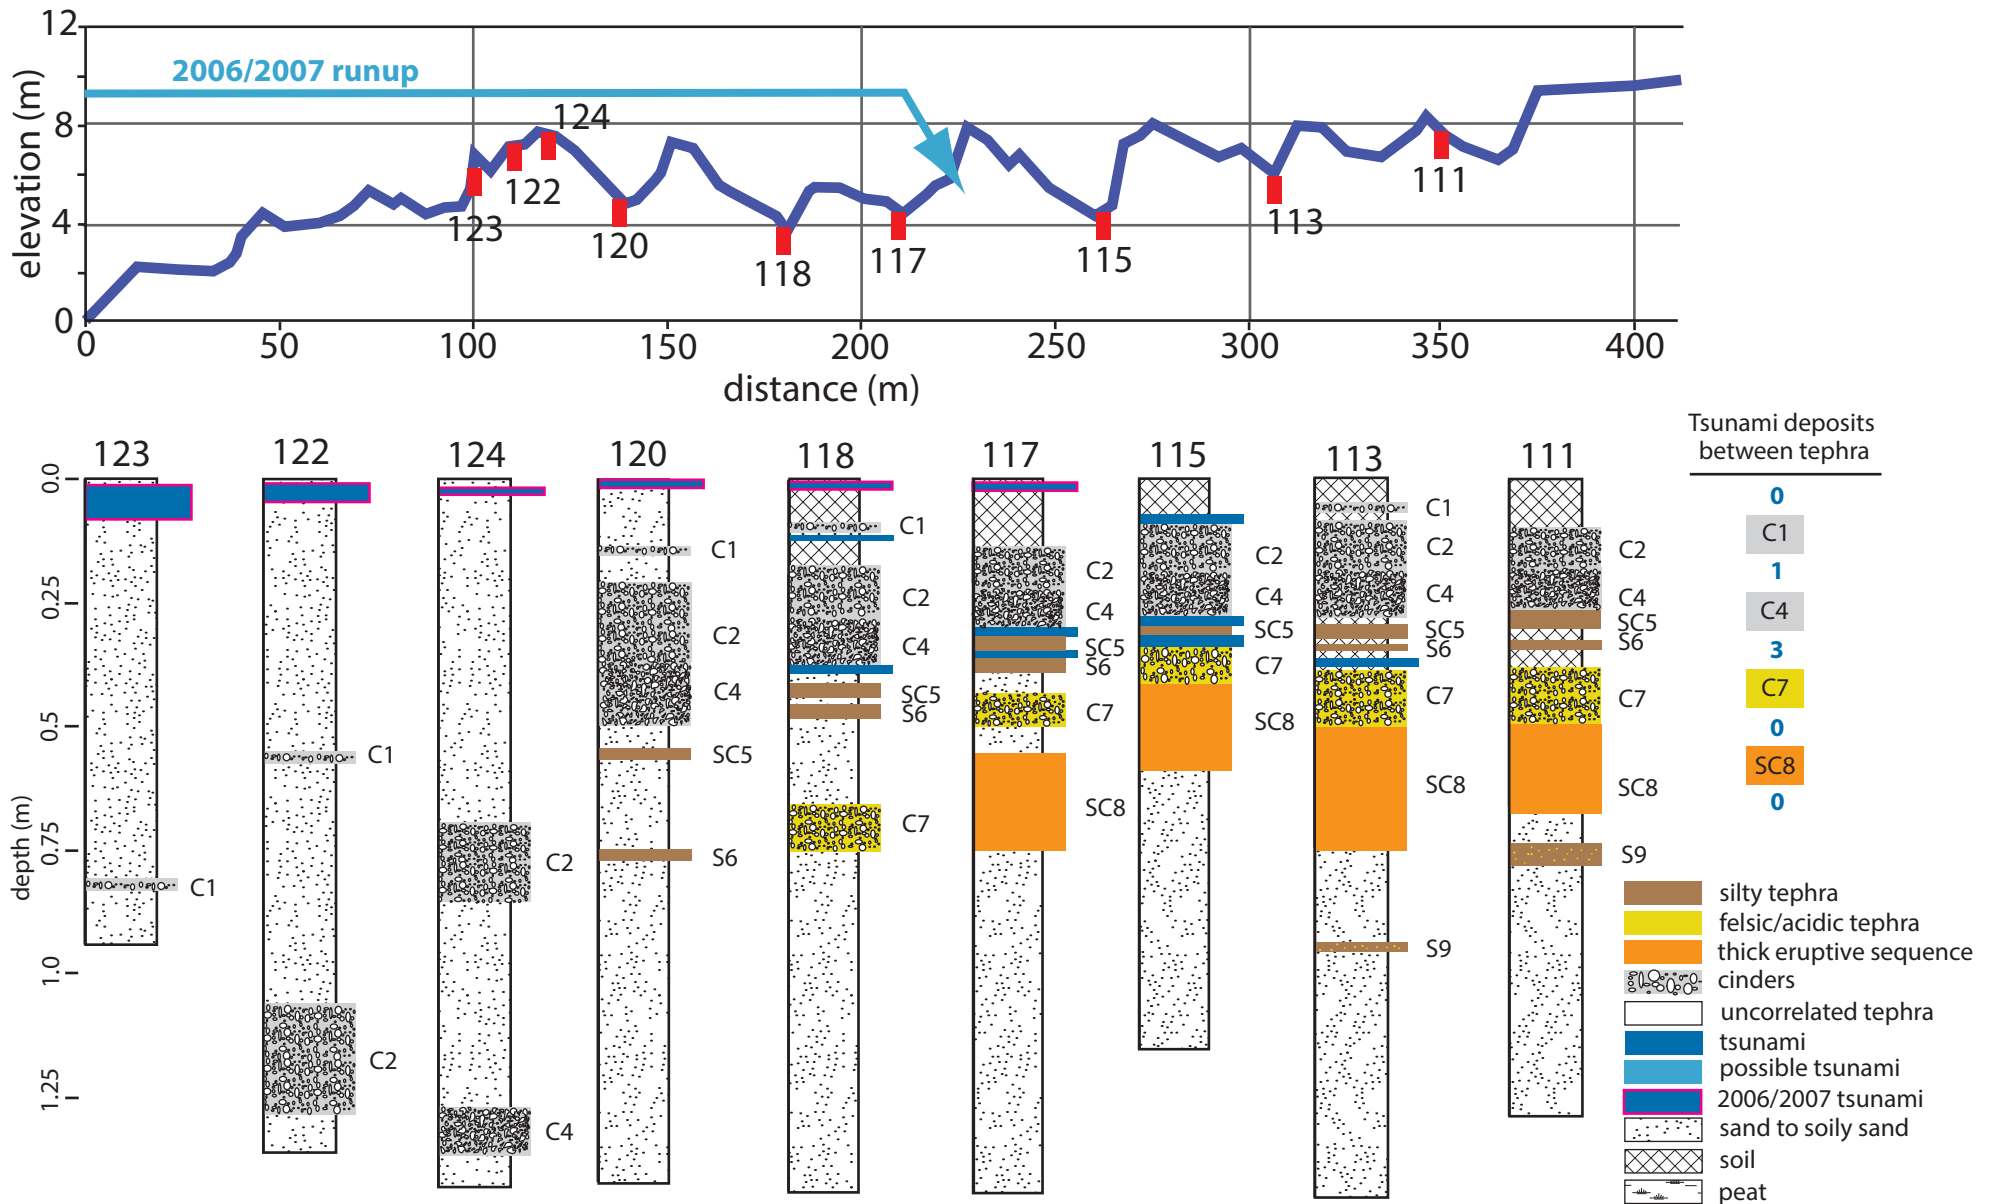 12
8
4
0
elevation (m)
2006/2007 runup
123
122
124
120
118
117
115
113
111
0
50
100
150
200
250
300
350
400
distance (m)
123
122
124
120
118
117
115
113
111
0.0
0.25
0.5
0.75
1.0
1.25
depth (m)
C1
C1
C2
C2
C4
C1
C2
C4
SC5
S6
C1
C2
C4
SC5
S6
C7
C2
C4
SC5
S6
C7
SC8
C2
C4
SC5
C7
SC8
C1
C2
C4
SC5
S6
C7
SC8
S9
C2
C4
SC5
S6
C7
SC8
S9
Tsunami deposits
between tephra
0
C1
1
C4
3
C7
0
SC8
0
silty tephra
felsic/acidic tephra
thick eruptive sequence
cinders
uncorrelated tephra
tsunami
possible tsunami
2006/2007 tsunami
sand to soily sand
soil
peat